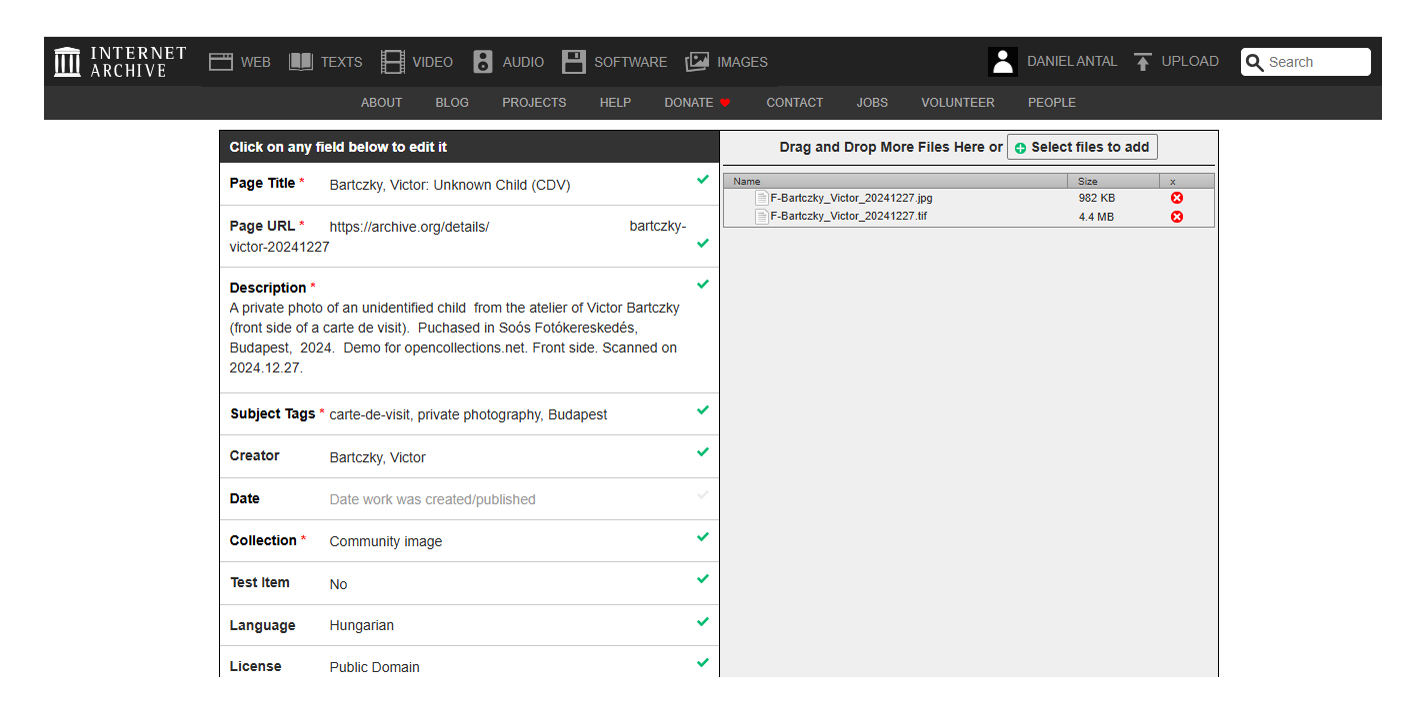 INTERNET ARCHIVE
WEB TEXTS VIDEO AUDIO SOFTWARE IMAGES DANIEL ANTAL UPLOAD Search
ABOUT BLOG PROJECTS HELP DONATE CONTACT JOBS VOLUNTEER PEOPLE
Click on any field below to edit it
Page Title * Bartczky, Victor: Unknown Child (CDV)
Page URL * https://archive.org/details/ bartczky-
victor-20241227
Description *
A private photo of an unidentified child from the atelier of Victor Bartczky
(front side of a carte de visit). Puchased in Soós Fotókereskedés,
Budapest, 2024. Demo for opencollections.net. Front side. Scanned on
2024.12.27.
Subject Tags * carte-de-visit, private photography, Budapest
Creator Bartczky, Victor
Date Date work was created/published
Collection * Community image
Test Item No
Language Hungarian
License Public Domain
Drag and Drop More Files Here or Select files to add
Name Size x
F-Bartczky_Victor_20241227.jpg 982 KB
F-Bartczky_Victor_20241227.tif 4.4 MB